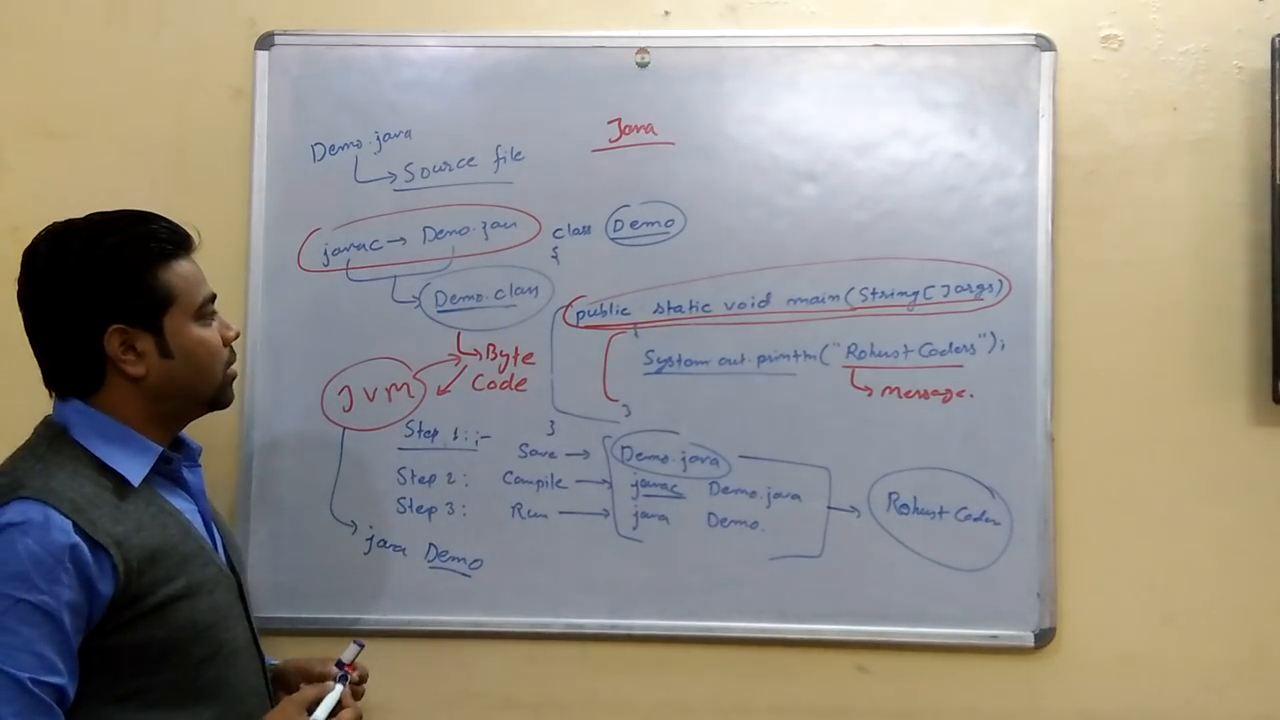 Java
Demo.java
Source file
javac → Demo.java
Demo.class
Byte
Code
JVM
java Demo
class Demo
{
public static void main(String[]args)
{
System.out.println("Robust Coders");
message.
}
}
Step 1:-
Save → Demo.java
Step 2: Compile → javac Demo.java
Step 3: Run → java Demo.
Robust Coder